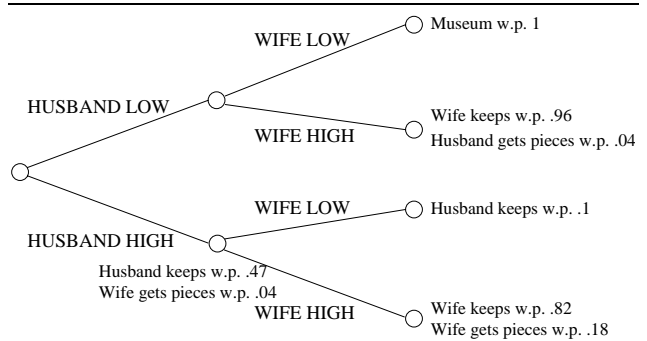 WIFE LOW
Museum w.p. 1
HUSBAND LOW
WIFE HIGH
Wife keeps w.p. .96
Husband gets pieces w.p. .04
WIFE LOW
Husband keeps w.p. .1
HUSBAND HIGH
Husband keeps w.p. .47
Wife gets pieces w.p. .04
WIFE HIGH
Wife keeps w.p. .82
Wife gets pieces w.p. .18